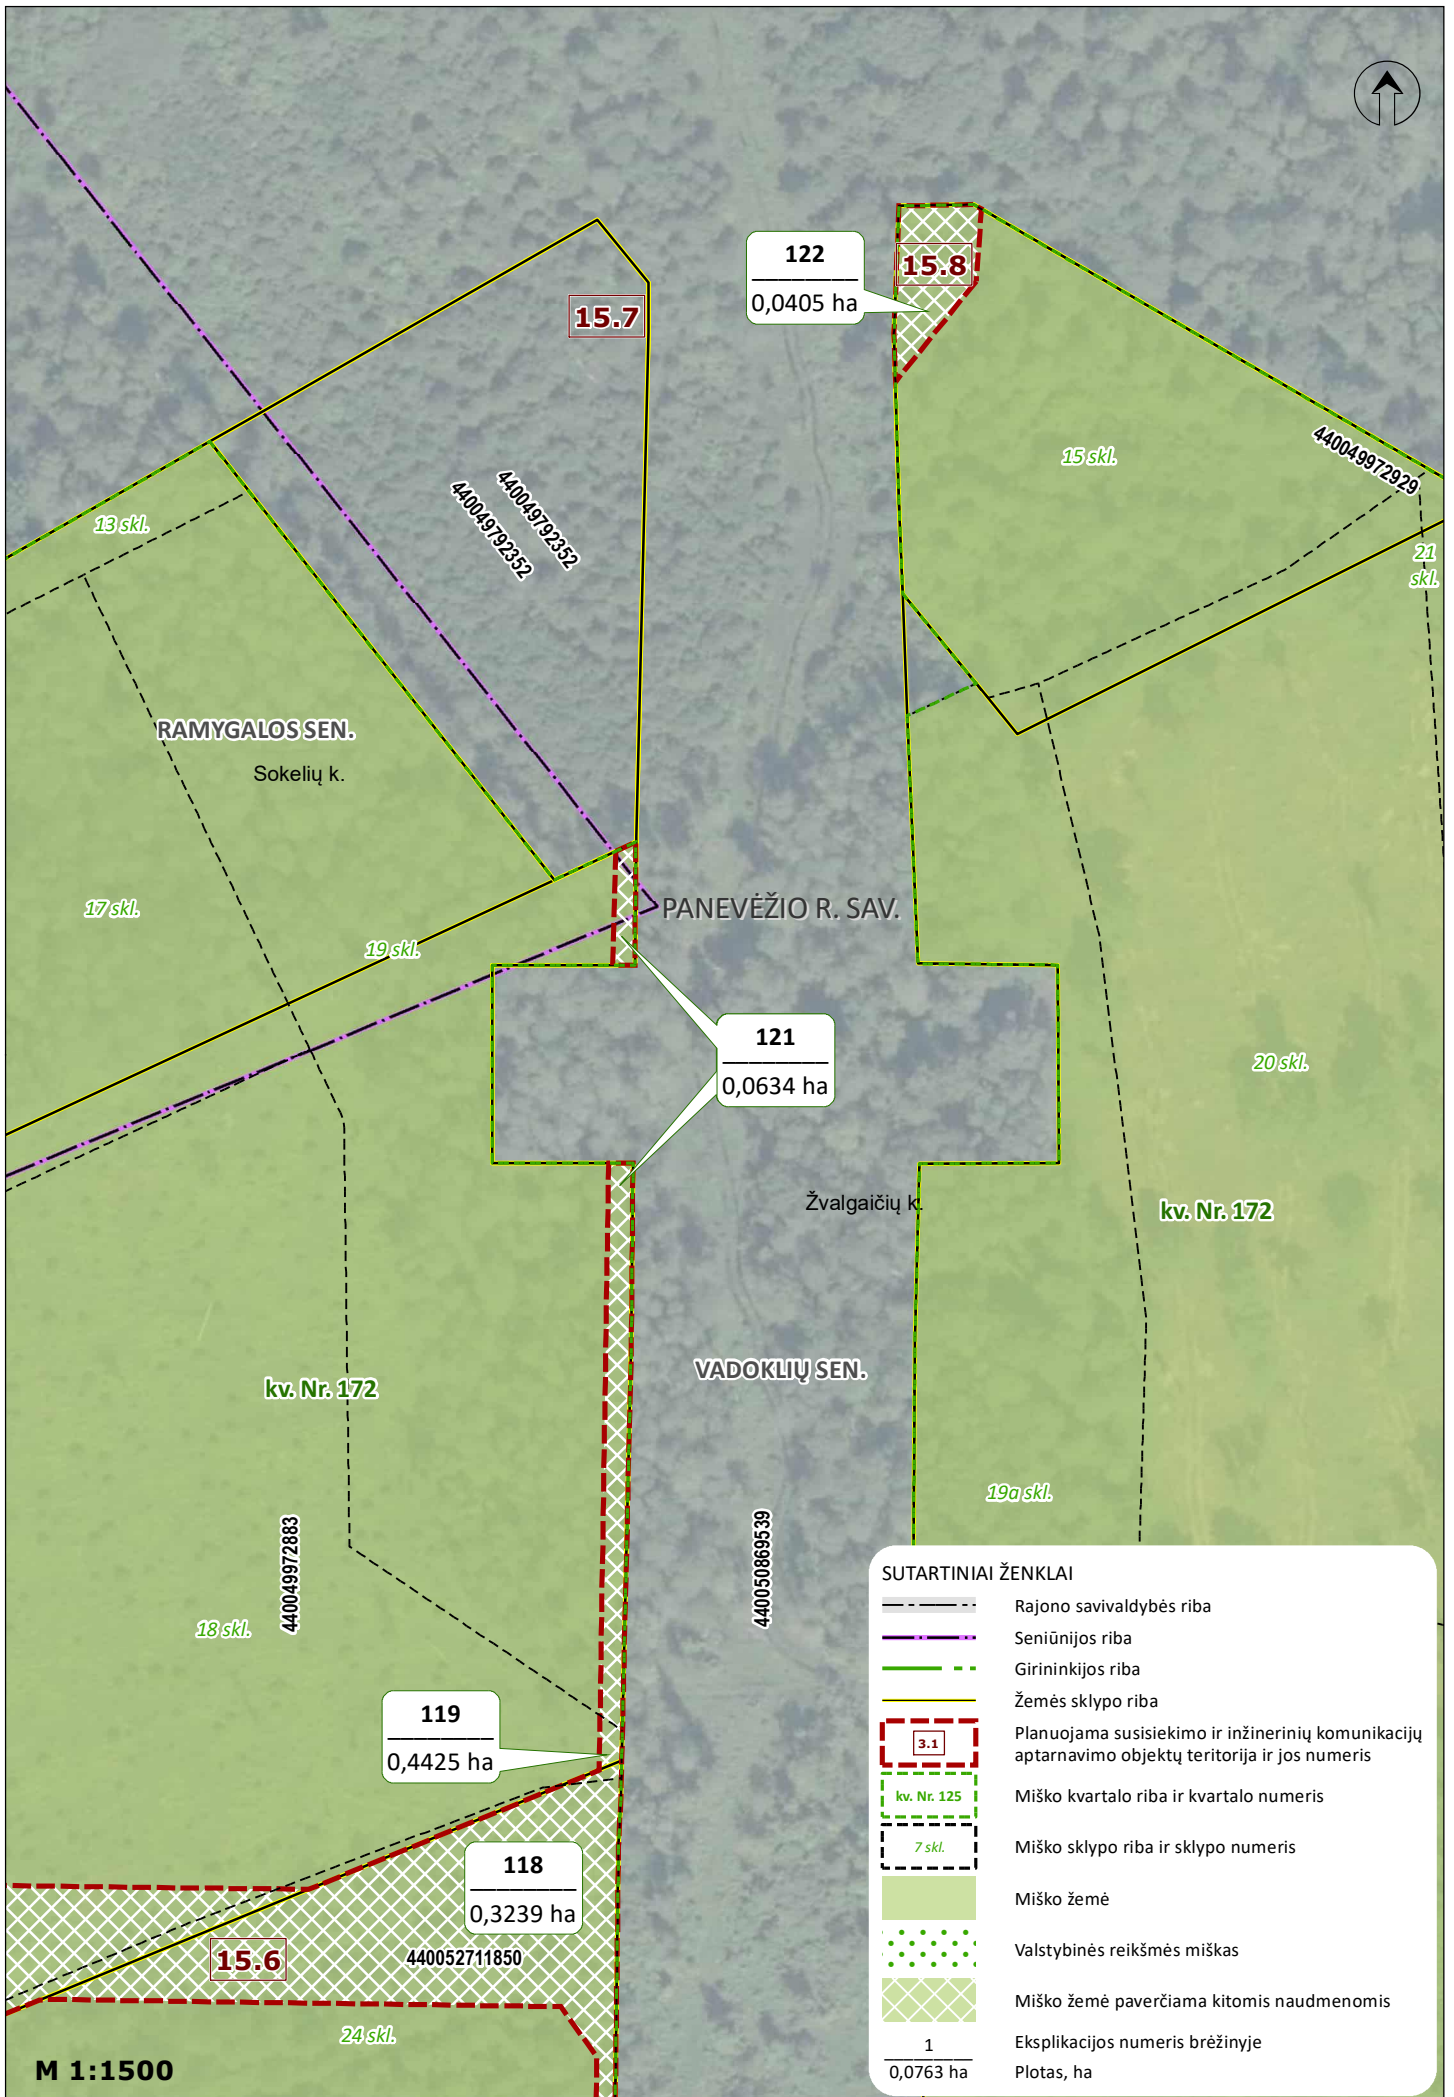 122
0,0405 ha
15.8
15.7
15 skl.
440049972929
440049792352
440049792352
13 skl.
21
skl.
RAMYGALOS SEN.
Sokelių k.
17 skl.
PANEVĖŽIO R. SAV.
19 skl.
121
0,0634 ha
20 skl.
Žvalgaičių k.
kv. Nr. 172
VADOKLIŲ SEN.
kv. Nr. 172
19a skl.
440049972883
440050869539
18 skl.
119
0,4425 ha
118
0,3239 ha
15.6
440052711850
24 skl.
M 1:1500
SUTARTINIAI ŽENKLAI
Rajono savivaldybės riba
Seniūnijos riba
Girininkijos riba
Žemės sklypo riba
3.1
Planuojama susisiekimo ir inžinerinių komunikacijų
aptarnavimo objektų teritorija ir jos numeris
kv. Nr. 125
Miško kvartalo riba ir kvartalo numeris
7 skl.
Miško sklypo riba ir sklypo numeris
Miško žemė
Valstybinės reikšmės miškas
Miško žemė paverčiama kitomis naudmenomis
1
Eksplikacijos numeris brėžinyje
0,0763 ha
Plotas, ha